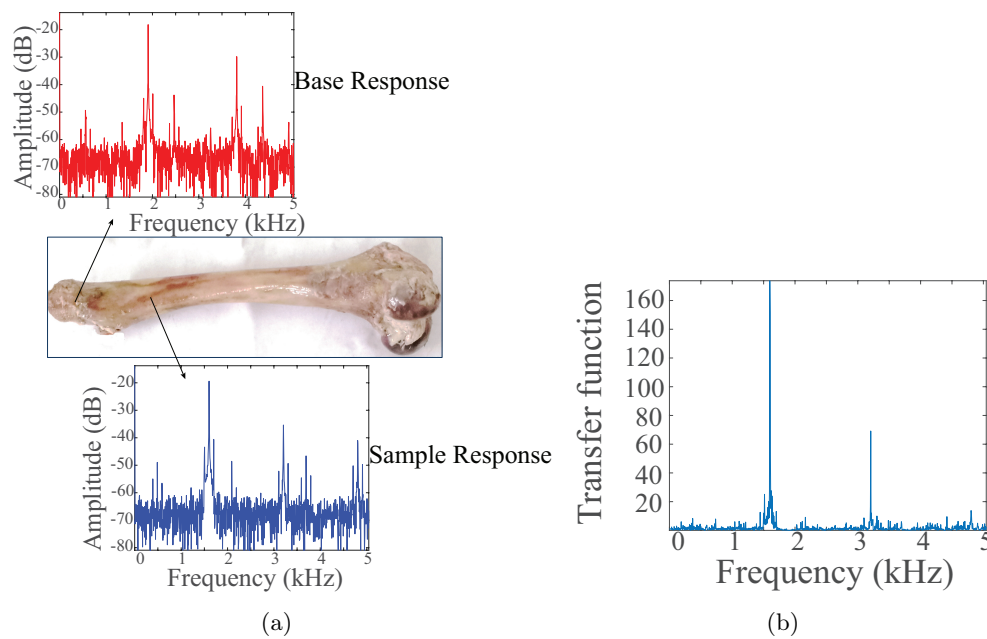 -20
-30
-40
-50
-60
-70
-80
Amplitude (dB)
0 1 2 3 4 5
Frequency (kHz)
Base Response
-20
-30
-40
-50
-60
-70
-80
Amplitude (dB)
0 1 2 3 4 5
Frequency (kHz)
Sample Response
(a)
160
140
120
100
80
60
40
20
Transfer function
0 1 2 3 4 5
Frequency (kHz)
(b)